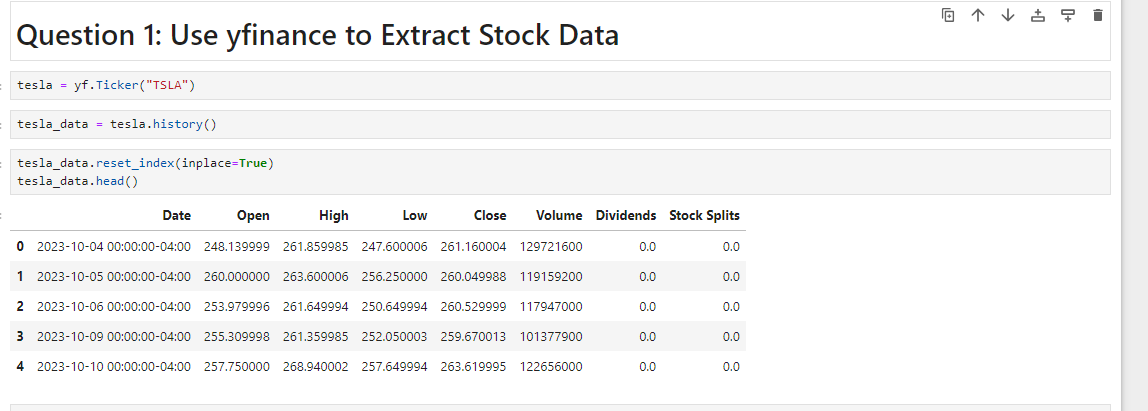 Question 1: Use yfinance to Extract Stock Data
tesla = yf.Ticker("TSLA")
tesla_data = tesla.history()
tesla_data.reset_index(inplace=True)
tesla_data.head()
Date Open High Low Close Volume Dividends Stock Splits
0 2023-10-04 00:00:00-04:00 248.139999 261.859985 247.600006 261.160004 129721600 0.0 0.0
1 2023-10-05 00:00:00-04:00 260.000000 263.600006 256.250000 260.049988 119159200 0.0 0.0
2 2023-10-06 00:00:00-04:00 253.979996 261.649994 250.649994 260.529999 117947000 0.0 0.0
3 2023-10-09 00:00:00-04:00 255.309998 261.359985 252.050003 259.670013 101377900 0.0 0.0
4 2023-10-10 00:00:00-04:00 257.750000 268.940002 257.649994 263.619995 122656000 0.0 0.0